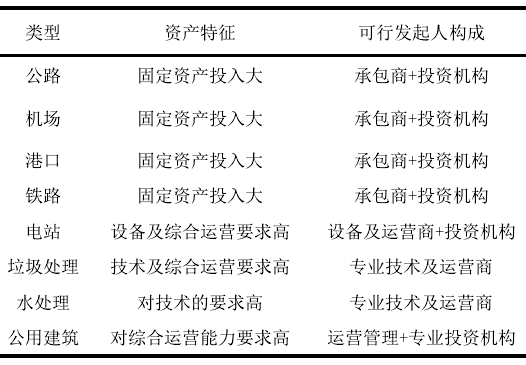 类型 资产特征 可行发起人构成
公路 固定资产投入大 承包商+投资机构
机场 固定资产投入大 承包商+投资机构
港口 固定资产投入大 承包商+投资机构
铁路 固定资产投入大 承包商+投资机构
电站 设备及综合运营要求高 设备及运营商+投资机构
垃圾处理 技术及综合运营要求高 专业技术及运营商
水处理 对技术的要求高 专业技术及运营商
公用建筑 对综合运营能力要求高 运营管理+专业投资机构